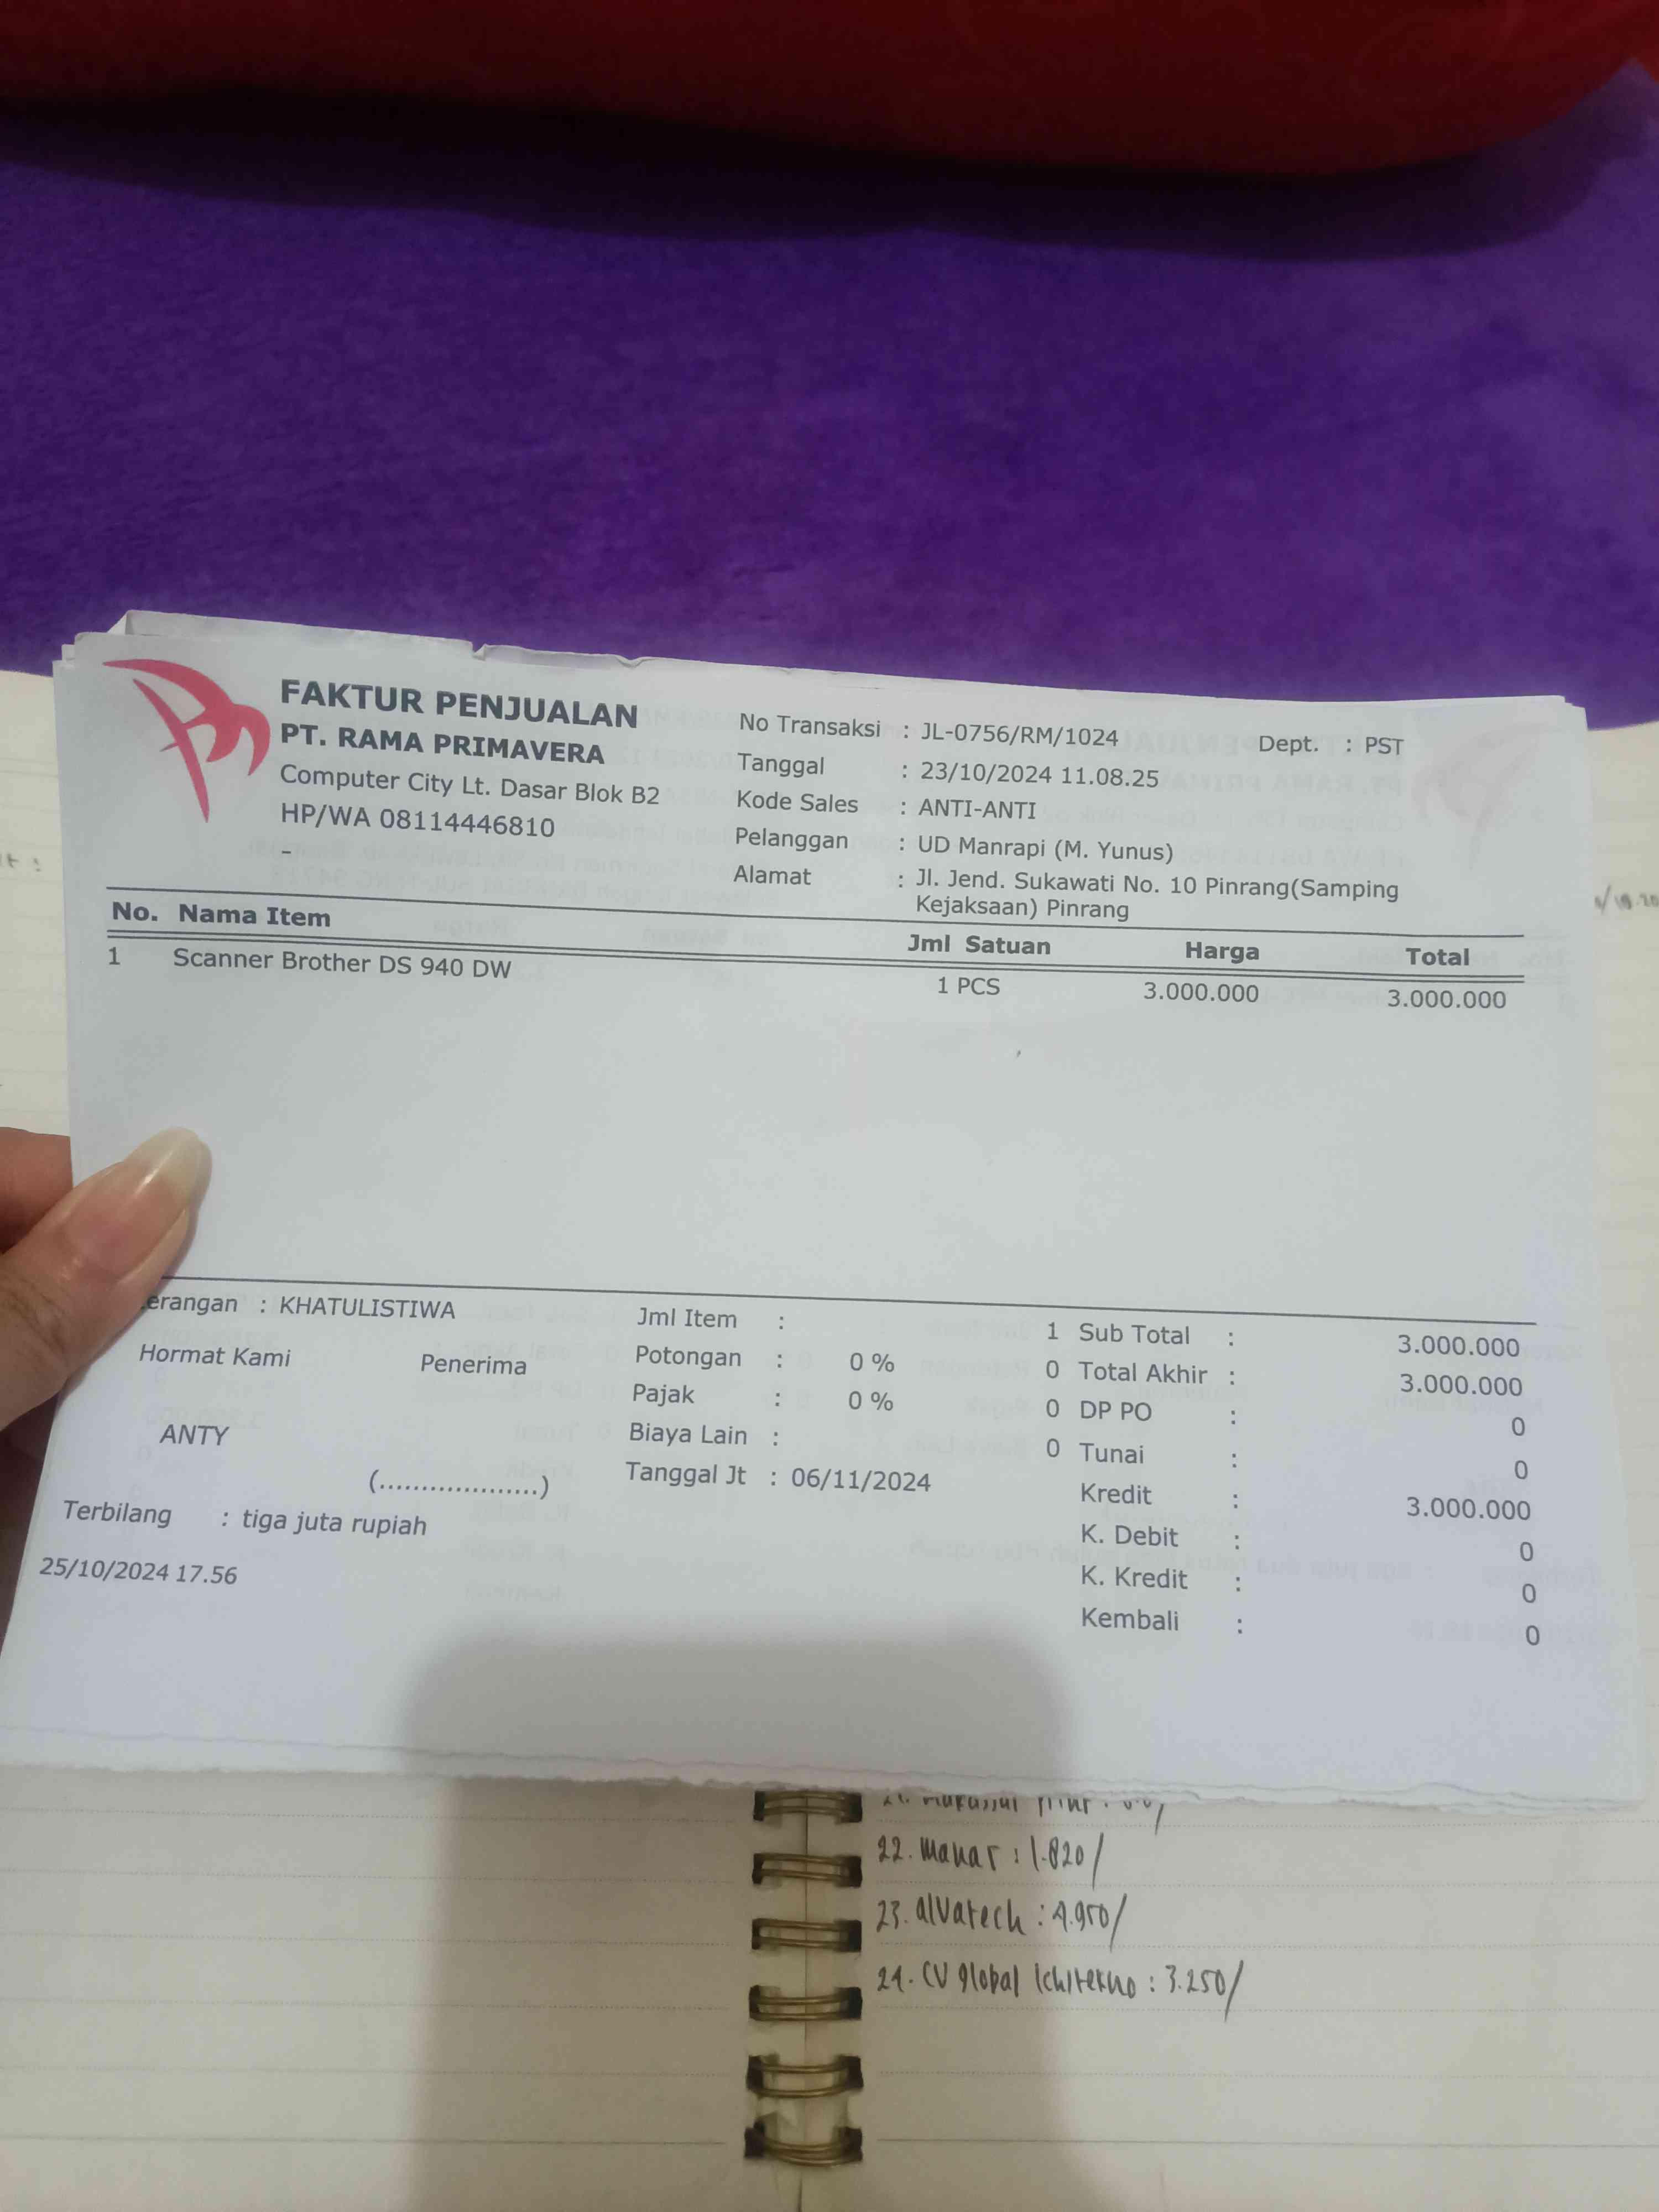 FAKTUR PENJUALAN
PT. RAMA PRIMAVERA
Computer City Lt. Dasar Blok B2
HP/WA 08114446810
-
No Transaksi : JL-0756/RM/1024 Dept. : PST
Tanggal : 23/10/2024 11.08.25
Kode Sales : ANTI-ANTI
Pelanggan : UD Manrapi (M. Yunus)
Alamat : Jl. Jend. Sukawati No. 10 Pinrang(Samping
Kejaksaan) Pinrang
No. Nama Item Jml Satuan Harga Total
1 Scanner Brother DS 940 DW 1 PCS 3.000.000 3.000.000
erangan : KHATULISTIWA
Hormat Kami Penerima
ANTY
(...................)
Terbilang : tiga juta rupiah
25/10/2024 17.56
Jml Item : 1
Potongan : 0 % 0
Pajak : 0 % 0
Biaya Lain : 0
Tanggal Jt : 06/11/2024
Sub Total : 3.000.000
Total Akhir : 3.000.000
DP PO : 0
Tunai : 0
Kredit : 3.000.000
K. Debit : 0
K. Kredit : 0
Kembali : 0
22. Manar : 1.820/
23. alvatech : 4.950/
24. CV global : 3.250/